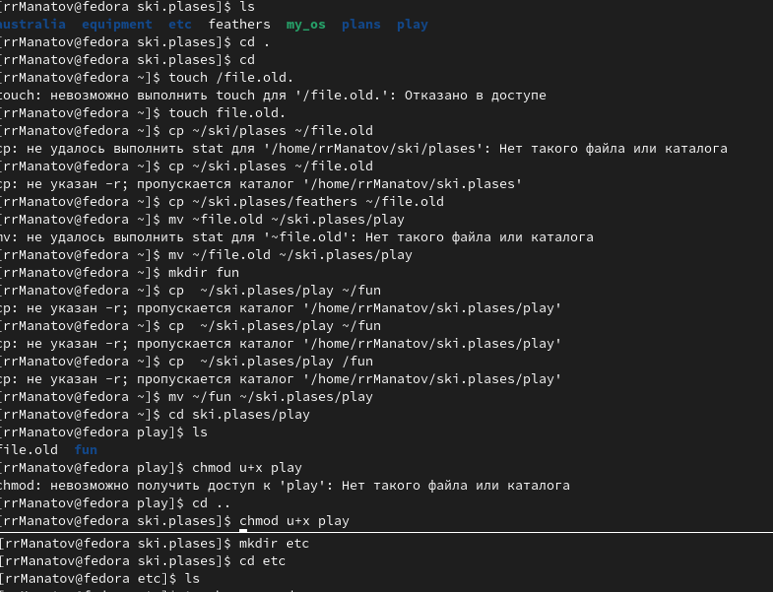 [rrManatov@fedora ski.plases]$ ls
australia equipment etc feathers my_os plans play
[rrManatov@fedora ski.plases]$ cd .
[rrManatov@fedora ski.plases]$ cd
[rrManatov@fedora ~]$ touch /file.old.
touch: невозможно выполнить touch для '/file.old.': Отказано в доступе
[rrManatov@fedora ~]$ touch file.old.
[rrManatov@fedora ~]$ cp ~/ski/plases ~/file.old
cp: не удалось выполнить stat для '/home/rrManatov/ski/plases': Нет такого файла или каталога
[rrManatov@fedora ~]$ cp ~/ski.plases ~/file.old
cp: не указан -r; пропускается каталог '/home/rrManatov/ski.plases'
[rrManatov@fedora ~]$ cp ~/ski.plases/feathers ~/file.old
[rrManatov@fedora ~]$ mv ~file.old ~/ski.plases/play
mv: не удалось выполнить stat для '~file.old': Нет такого файла или каталога
[rrManatov@fedora ~]$ mv ~/file.old ~/ski.plases/play
[rrManatov@fedora ~]$ mkdir fun
[rrManatov@fedora ~]$ cp  ~/ski.plases/play ~/fun
cp: не указан -r; пропускается каталог '/home/rrManatov/ski.plases/play'
[rrManatov@fedora ~]$ cp  ~/ski.plases/play ~/fun
cp: не указан -r; пропускается каталог '/home/rrManatov/ski.plases/play'
[rrManatov@fedora ~]$ cp  ~/ski.plases/play /fun
cp: не указан -r; пропускается каталог '/home/rrManatov/ski.plases/play'
[rrManatov@fedora ~]$ mv ~/fun ~/ski.plases/play
[rrManatov@fedora ~]$ cd ski.plases/play
[rrManatov@fedora play]$ ls
file.old fun
[rrManatov@fedora play]$ chmod u+x play
chmod: невозможно получить доступ к 'play': Нет такого файла или каталога
[rrManatov@fedora play]$ cd ..
[rrManatov@fedora ski.plases]$ chmod u+x play
[rrManatov@fedora ski.plases]$ mkdir etc
[rrManatov@fedora ski.plases]$ cd etc
[rrManatov@fedora etc]$ ls